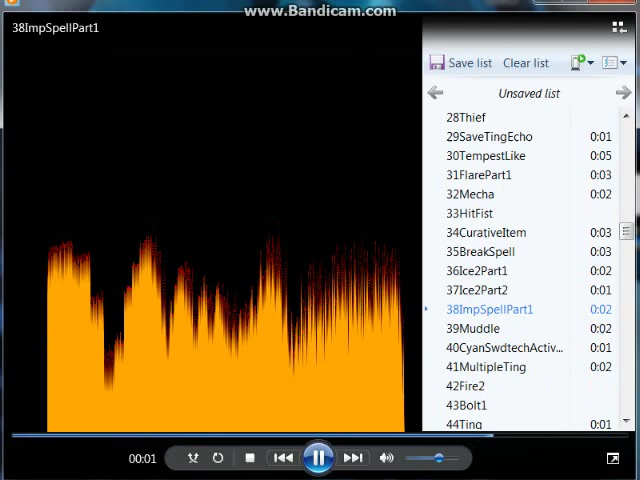 www.Bandicam.com
38ImpSpellPart1
Save list Clear list
Unsaved list
28Thief
29SaveTingEcho 0:01
30TempestLike 0:05
31FlarePart1 0:03
32Mecha 0:02
33HitFist
34CurativeItem 0:03
35BreakSpell 0:03
36Ice2Part1 0:02
37Ice2Part2 0:01
38ImpSpellPart1 0:02
39Muddle 0:02
40CyanSwdtechActiv... 0:01
41MultipleTing 0:02
42Fire2
43Bolt1
44Ting 0:01
00:01